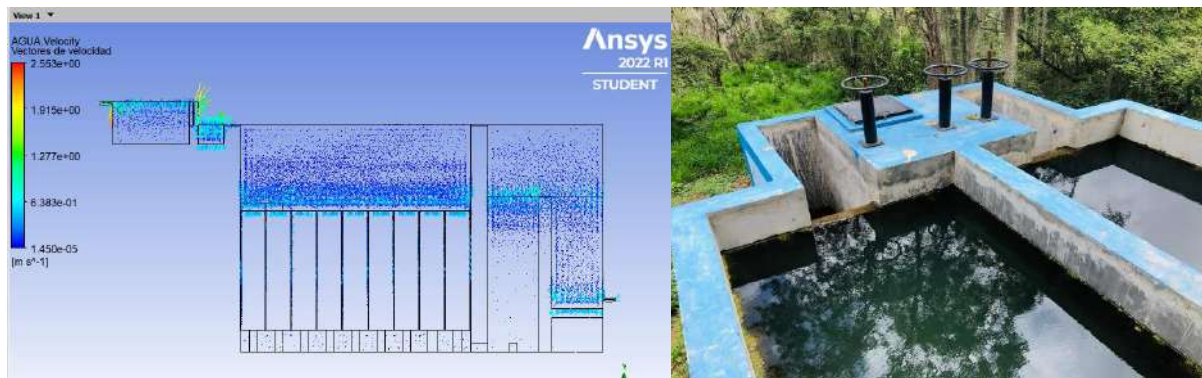 View 1
AGUA.Velocity
Vectores de velocidad
2.553e+00
1.915e+00
1.277e+00
6.383e-01
1.450e-05
[m s^-1]
Ansys
2022 R1
STUDENT